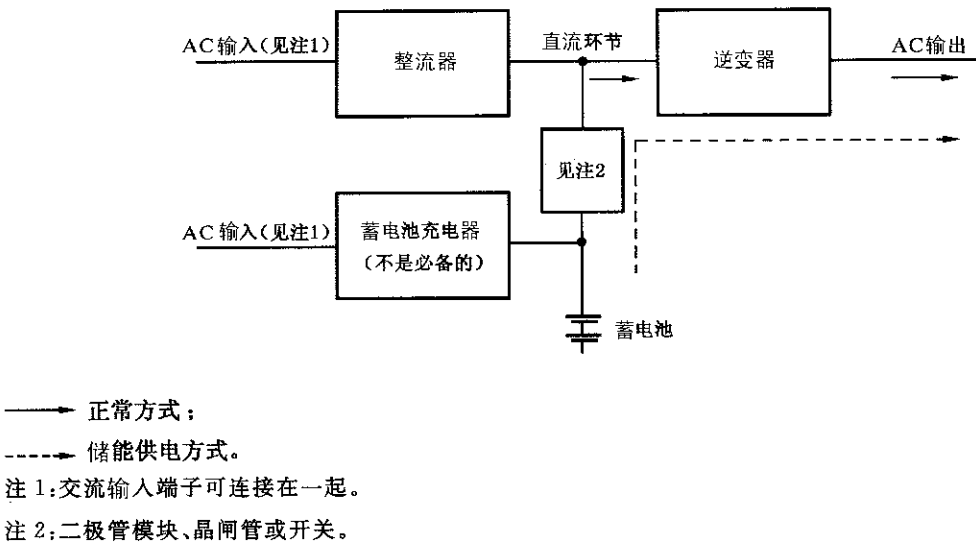 AC输入(见注1)
整流器
直流环节
逆变器
AC输出
见注2
AC输入(见注1)
蓄电池充电器
(不是必备的)
蓄电池
正常方式;
储能供电方式。
注 1:交流输入端子可连接在一起。
注 2:二极管模块、晶闸管或开关。